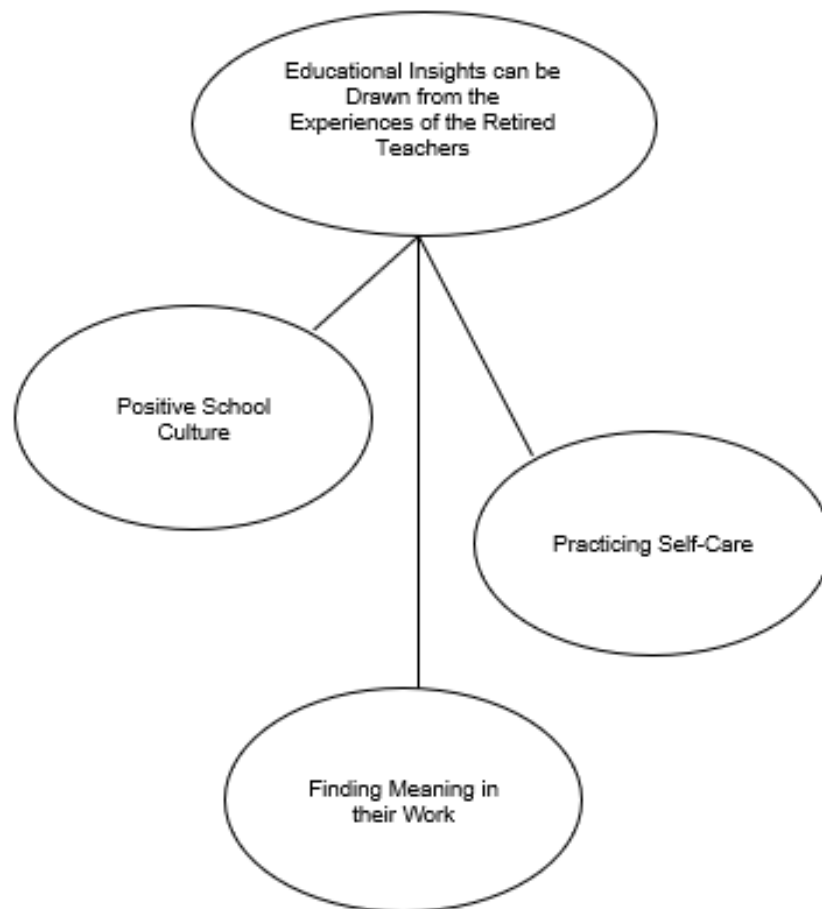 Educational Insights can be
Drawn from the
Experiences of the Retired
Teachers
Positive School
Culture
Practicing Self-Care
Finding Meaning in
their Work